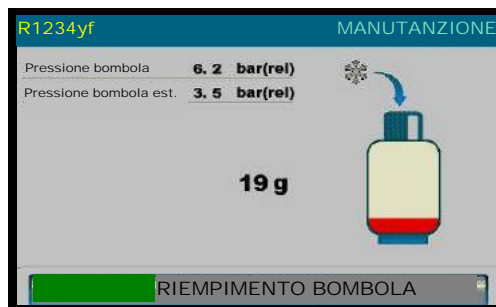 R1234yf MANUTANZIONE
Pressione bombola 6.2 bar(rel)
Pressione bombola est. 3.5 bar(rel)
19 g
RIEMPIMENTO BOMBOLA